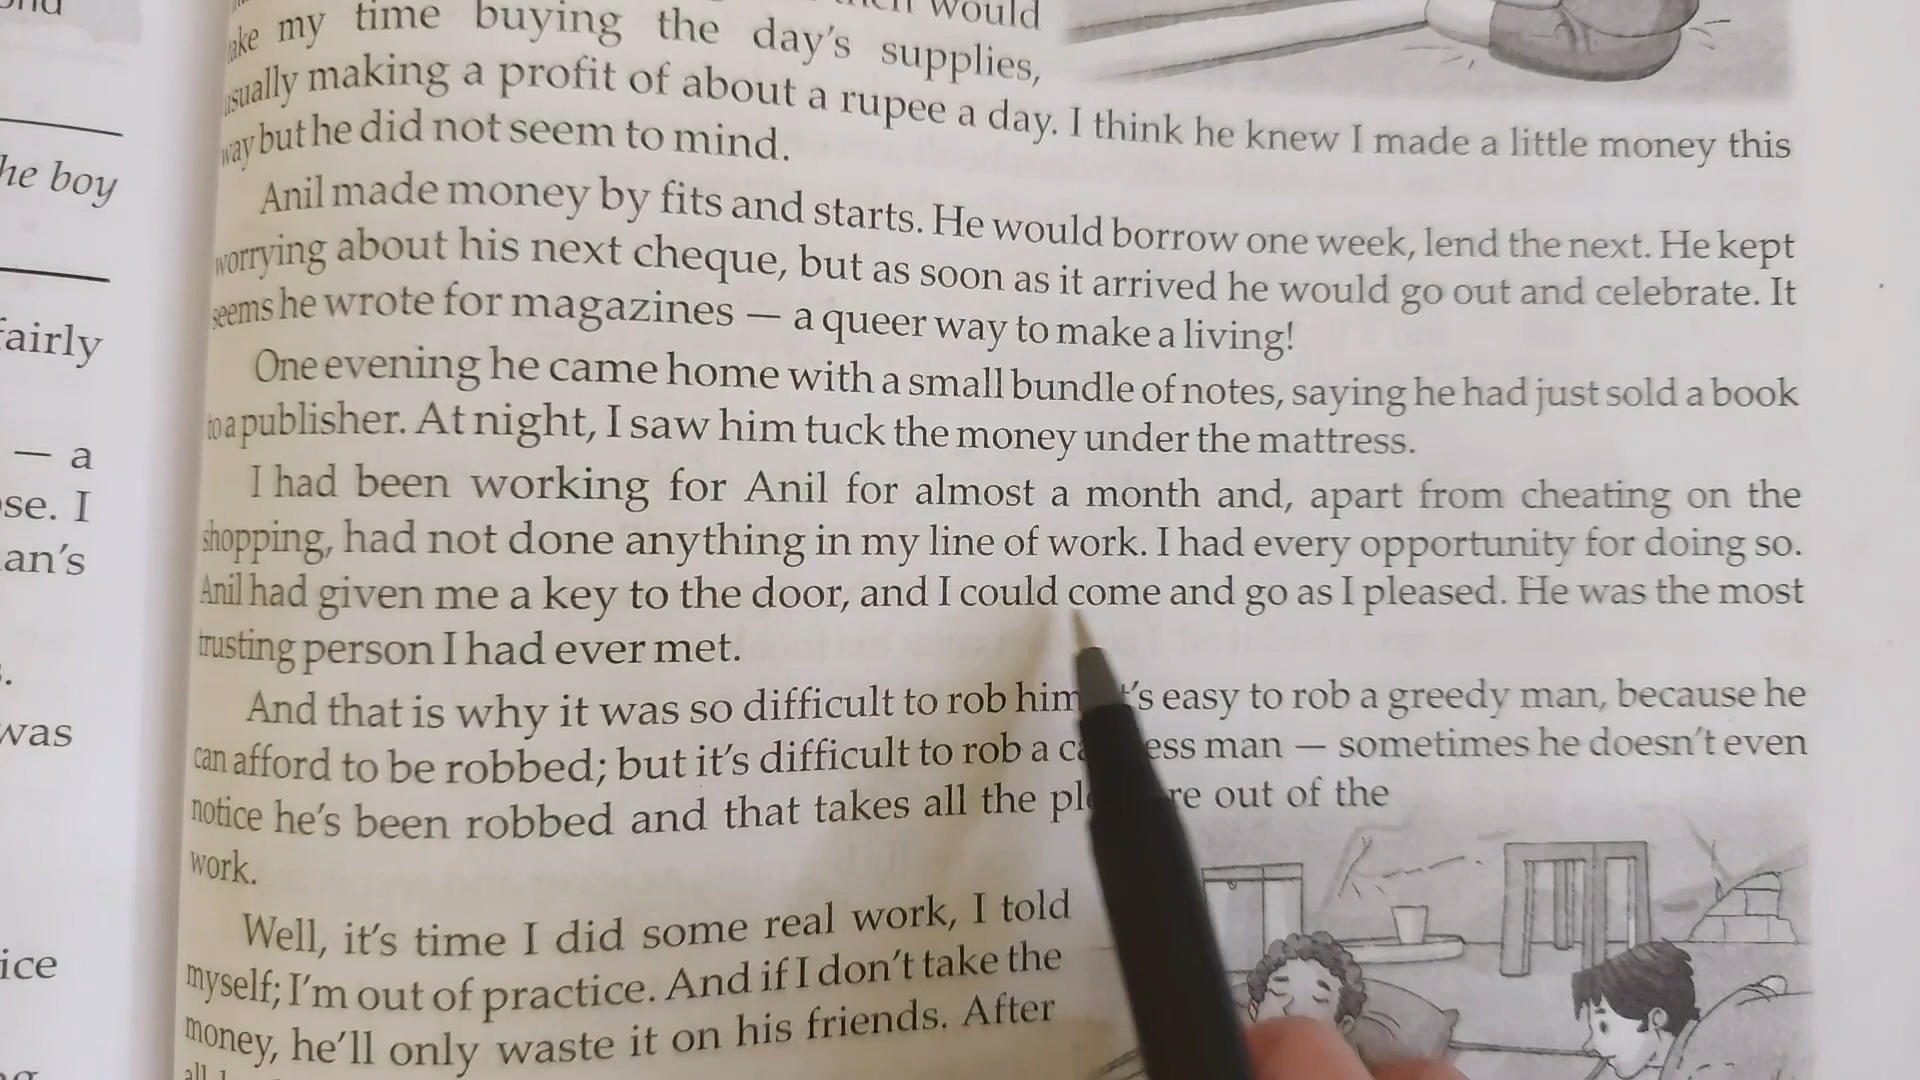 would
my time buying the day's supplies,
usually making a profit of about a rupee a day. I think he knew I made a little money this
way but he did not seem to mind.
Anil made money by fits and starts. He would borrow one week, lend the next. He kept
worrying about his next cheque, but as soon as it arrived he would go out and celebrate. It
seems he wrote for magazines — a queer way to make a living!
One evening he came home with a small bundle of notes, saying he had just sold a book
to a publisher. At night, I saw him tuck the money under the mattress.
I had been working for Anil for almost a month and, apart from cheating on the
shopping, had not done anything in my line of work. I had every opportunity for doing so.
Anil had given me a key to the door, and I could come and go as I pleased. He was the most
trusting person I had ever met.
And that is why it was so difficult to rob him 's easy to rob a greedy man, because he
can afford to be robbed; but it's difficult to rob a man — sometimes he doesn't even
notice he's been robbed and that takes all the out of the
work.
Well, it's time I did some real work, I told
myself; I'm out of practice. And if I don't take the
money, he'll only waste it on his friends. After
he boy
fairly
— a
se. I
an's
was
ice